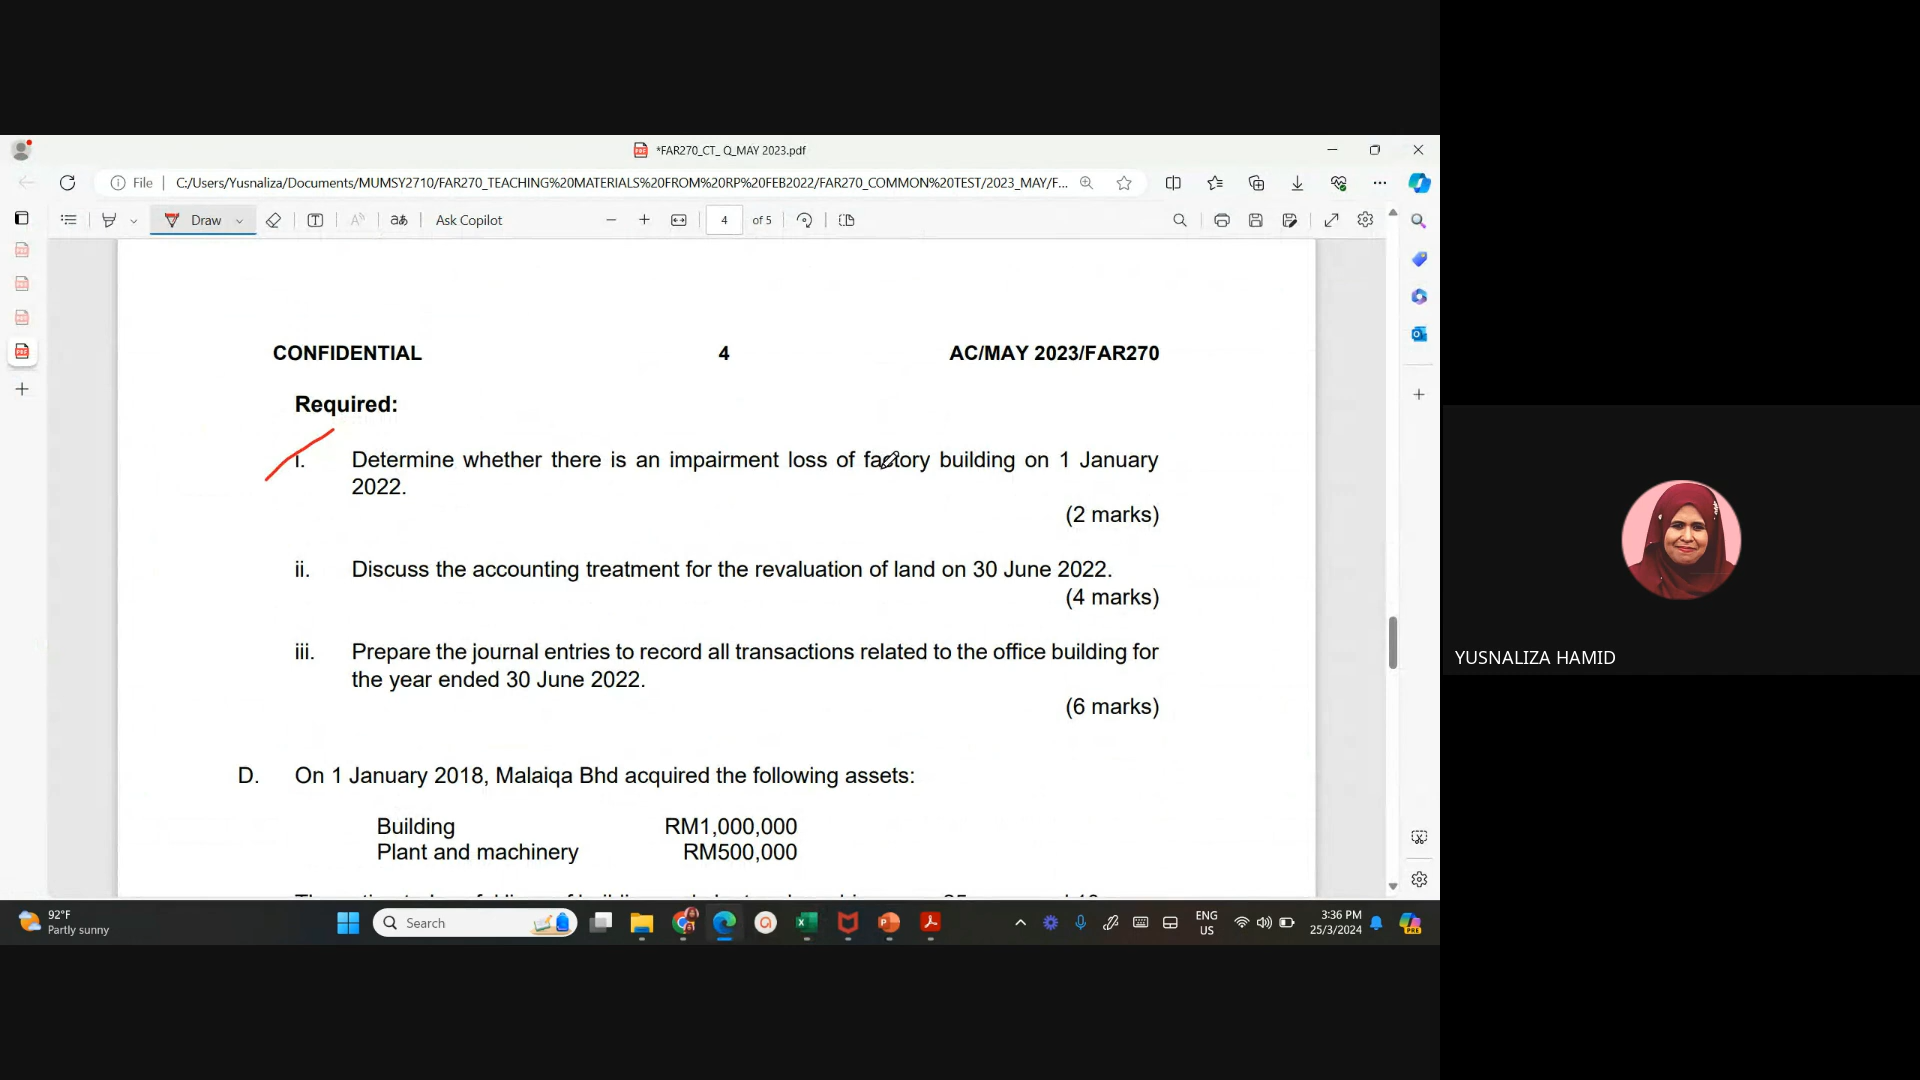 *FAR270_CT_ Q_MAY 2023.pdf
File
C:/Users/Yusnaliza/Documents/MUMSY2710/FAR270_TEACHING%20MATERIALS%20FROM%20RP%20FEB2022/FAR270_COMMON%20TEST/2023_MAY/F...
Draw
aあ
Ask Copilot
4 of 5
CONFIDENTIAL 4 AC/MAY 2023/FAR270
Required:
i. Determine whether there is an impairment loss of factory building on 1 January
2022.
(2 marks)
ii. Discuss the accounting treatment for the revaluation of land on 30 June 2022.
(4 marks)
iii. Prepare the journal entries to record all transactions related to the office building for
the year ended 30 June 2022.
(6 marks)
D. On 1 January 2018, Malaiqa Bhd acquired the following assets:
Building RM1,000,000
Plant and machinery RM500,000
YUSNALIZA HAMID
92°F
Partly sunny
Search
ENG
US
3:36 PM
25/3/2024
PRE